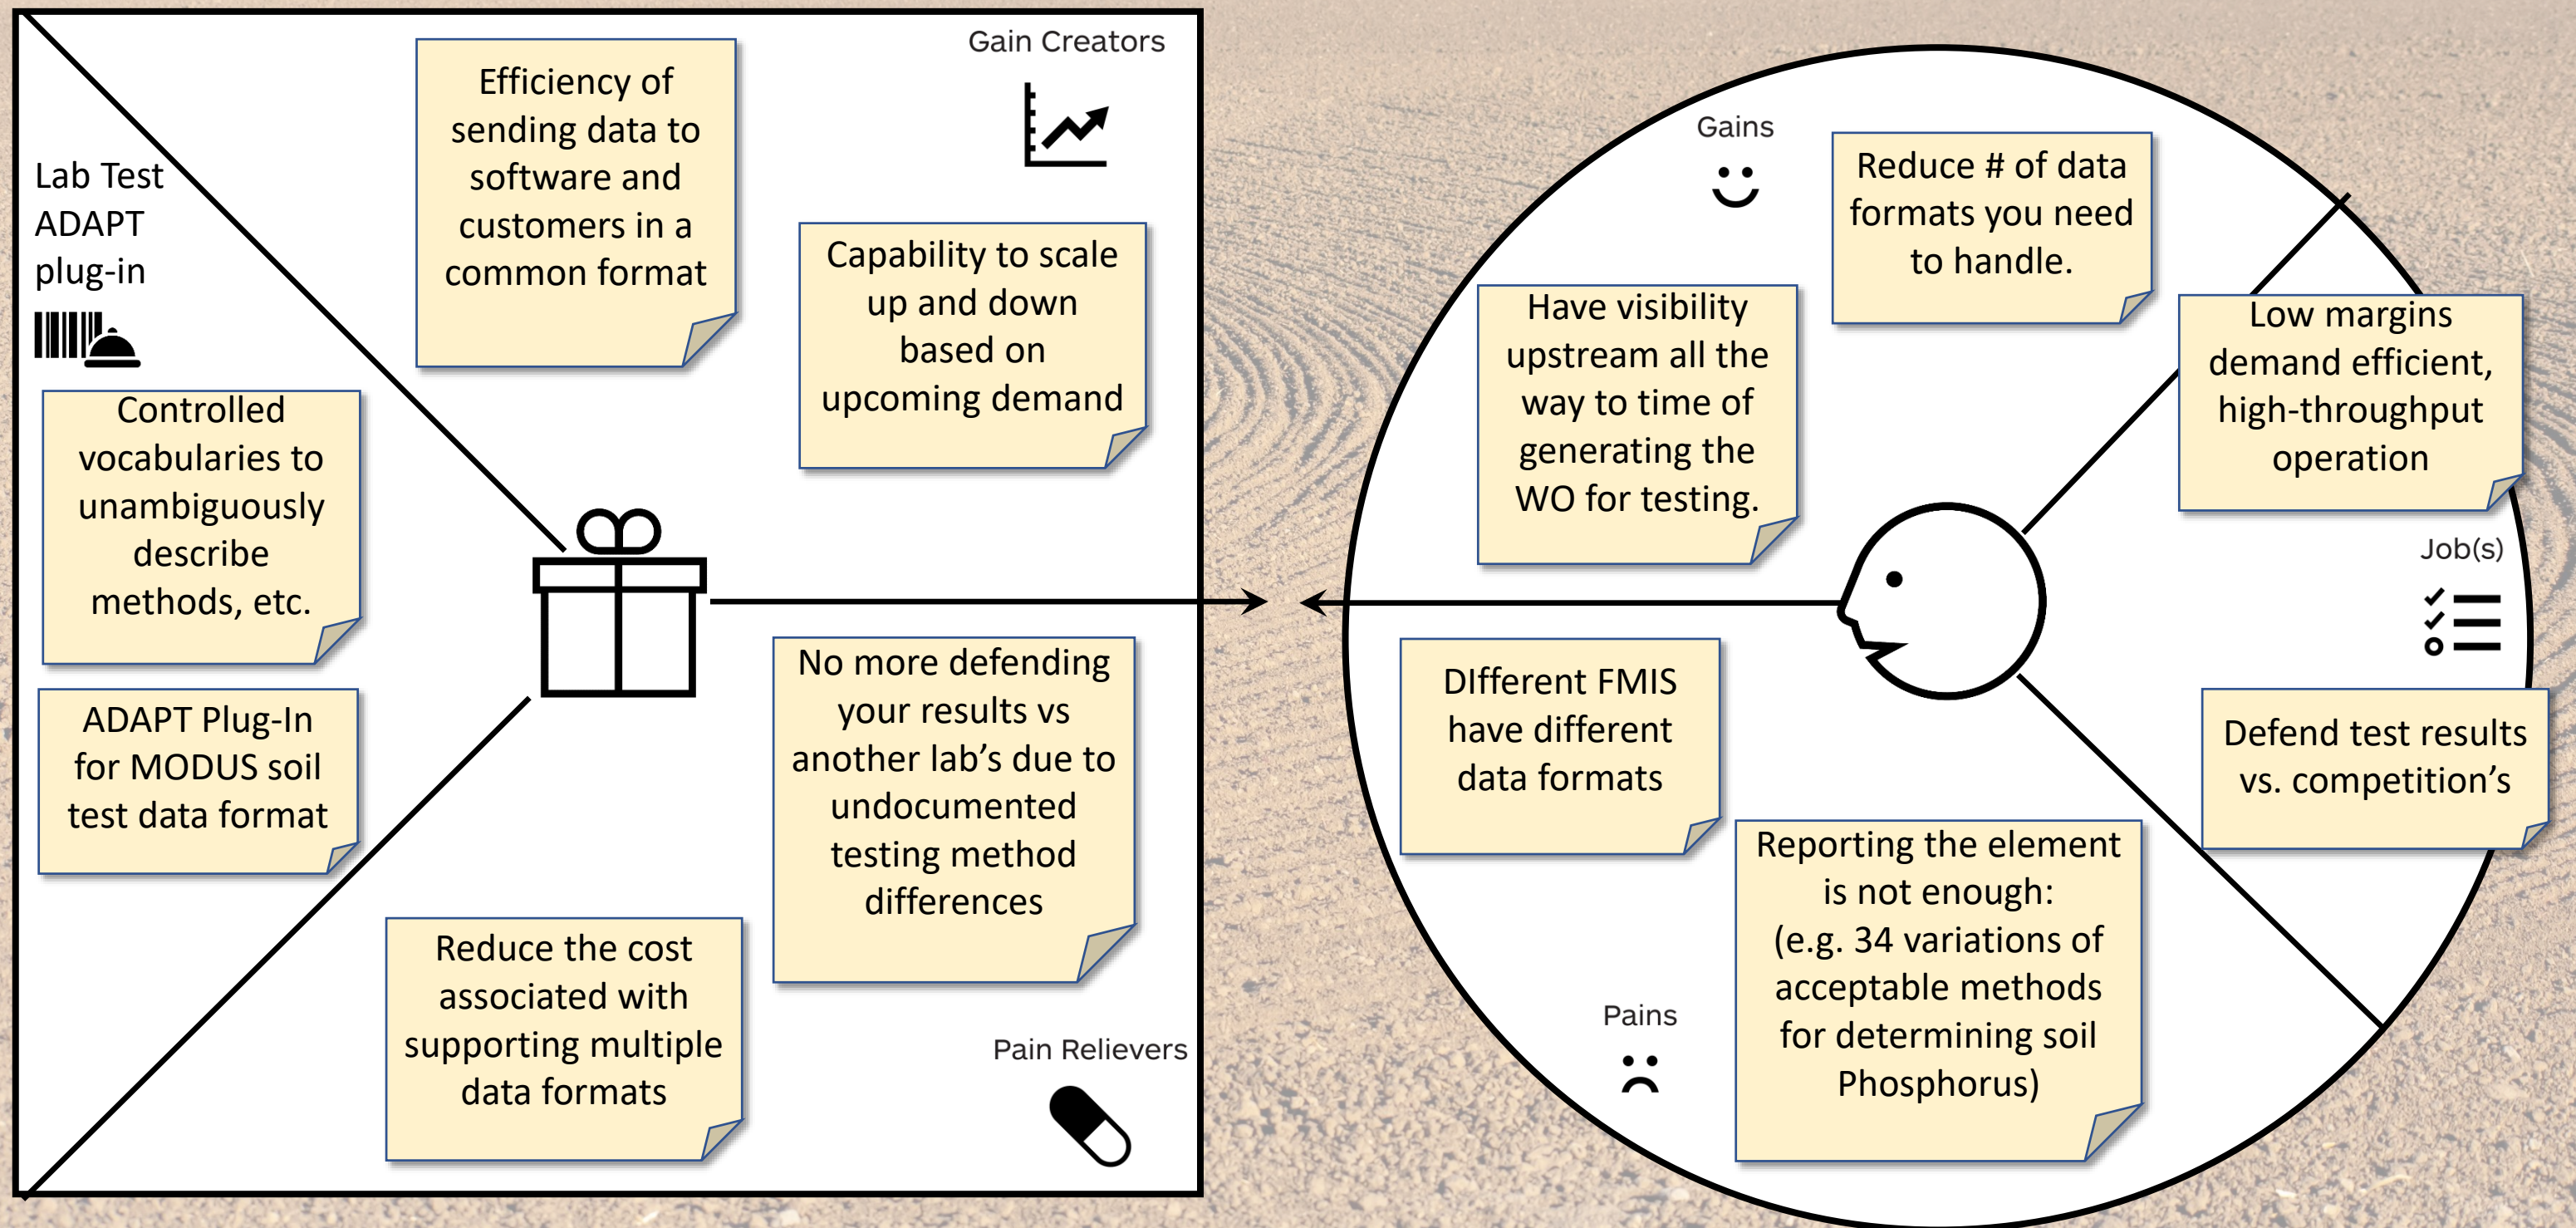 Gain Creators
Efficiency of
sending data to
software and
customers in a
common format
Capability to scale
up and down
based on
upcoming demand
Lab Test
ADAPT
plug-in
Controlled
vocabularies to
unambiguously
describe
methods, etc.
ADAPT Plug-In
for MODUS soil
test data format
No more defending
your results vs
another lab’s due to
undocumented
testing method
differences
Reduce the cost
associated with
supporting multiple
data formats
Pain Relievers
Gains
Reduce # of data
formats you need
to handle.
Have visibility
upstream all the
way to time of
generating the
WO for testing.
Low margins
demand efficient,
high-throughput
operation
Job(s)
Defend test results
vs. competition’s
DIfferent FMIS
have different
data formats
Reporting the element
is not enough:
(e.g. 34 variations of
acceptable methods
for determining soil
Phosphorus)
Pains